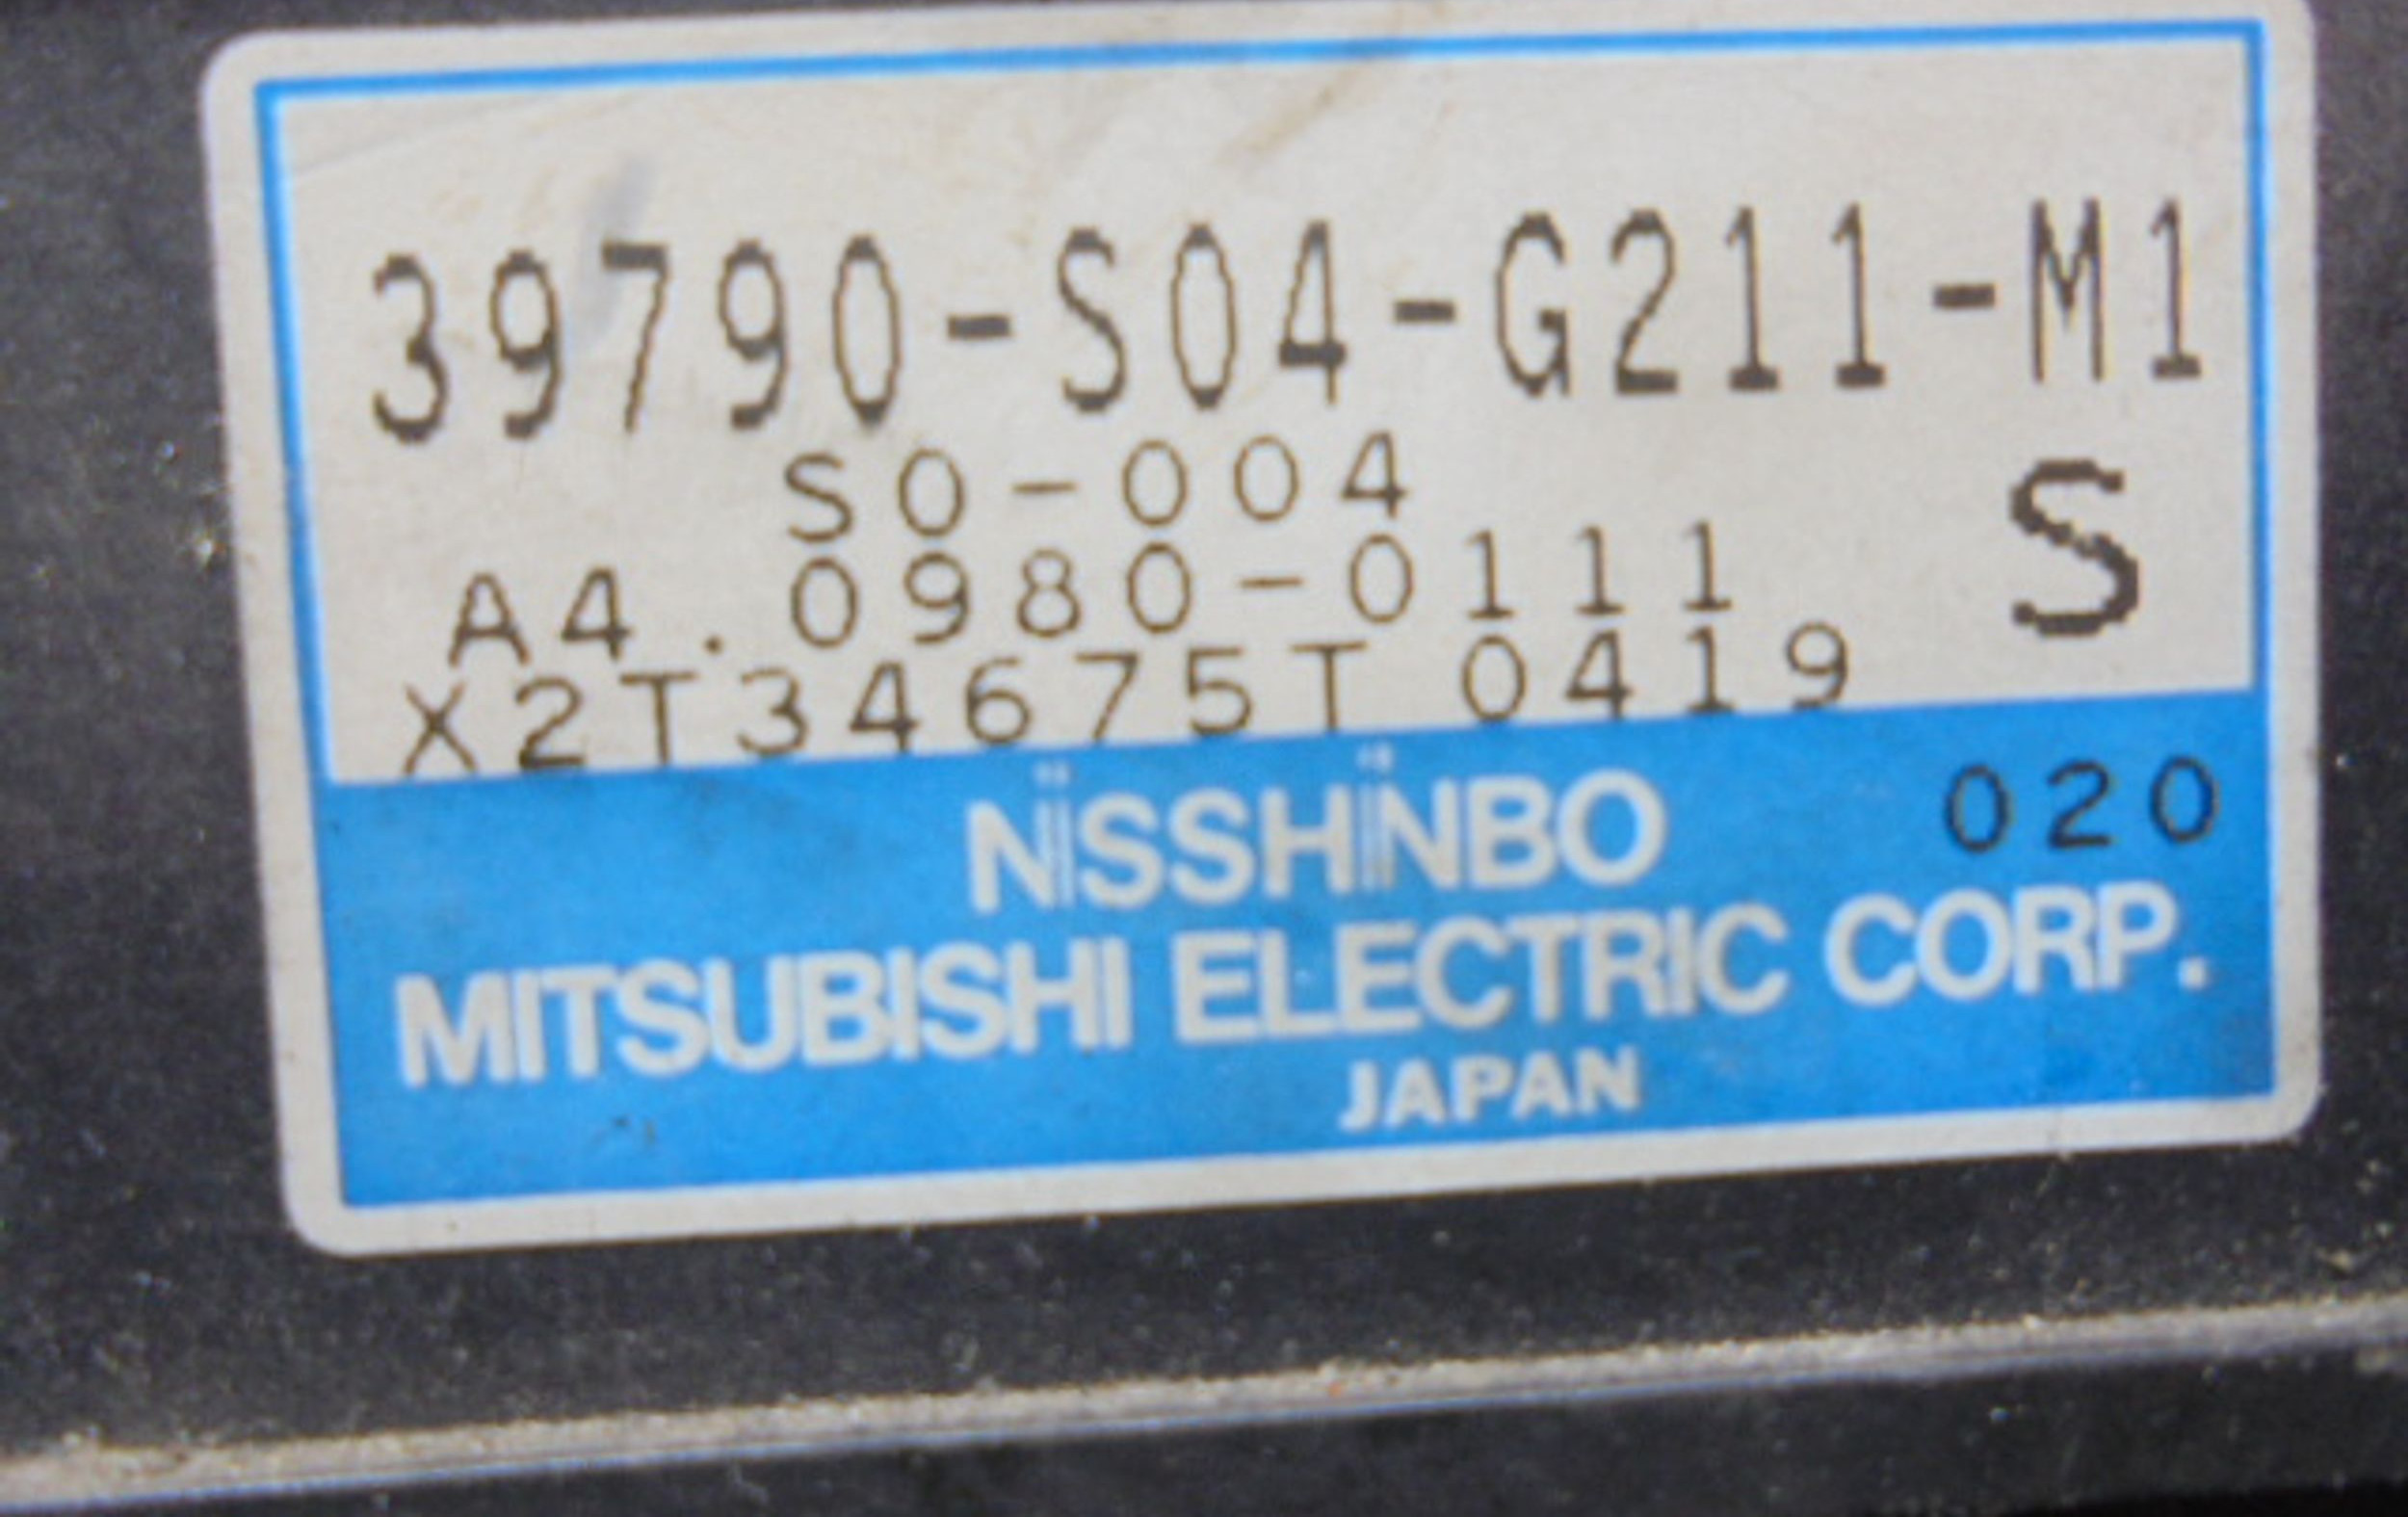 39790-S04-G211-M1
S0-004
A4.0980-0111 S
X2T34675T 0419
NISSHINBO 020
MITSUBISHI ELECTRIC CORP.
JAPAN